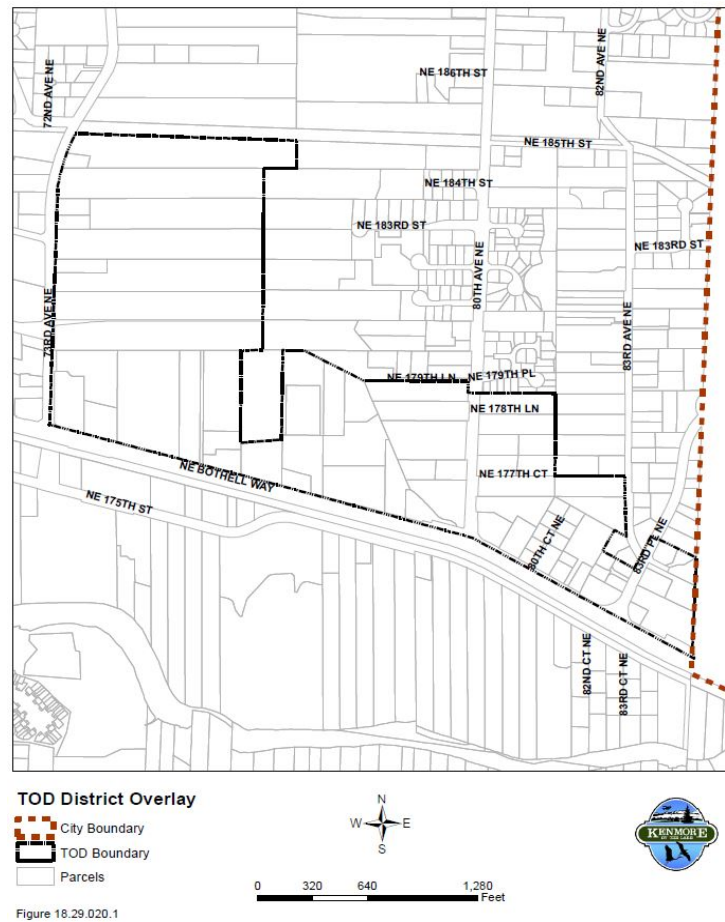 72ND AVE NE
NE 186TH ST
82ND AVE NE
NE 185TH ST
NE 184TH ST
NE 183RD ST
NE 183RD ST
80TH AVE NE
73RD AVE NE
83RD AVE NE
NE 179TH LN
NE 179TH PL
NE 178TH LN
NE BOTHELL WAY
NE 177TH CT
NE 175TH ST
80TH CT NE
83RD PL NE
82ND CT NE
83RD CT NE
TOD District Overlay
City Boundary
TOD Boundary
Parcels
N
W
E
S
KENMORE
0 320 640 1,280
Feet
Figure 18.29.020.1